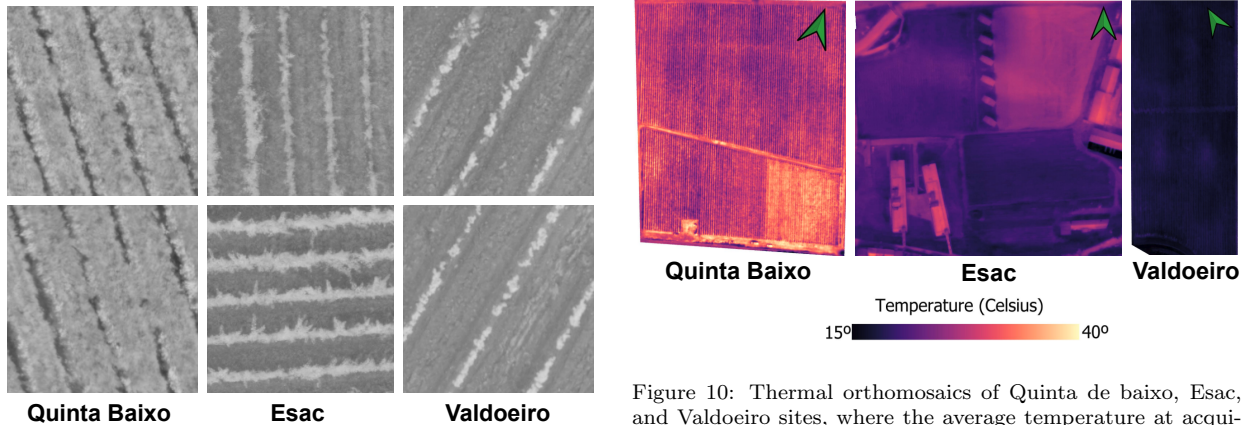 Quinta Baixo Esac Valdoeiro
Quinta Baixo Esac Valdoeiro
Temperature (Celsius)
15º 40º
Figure 10: Thermal orthomosaics of Quinta de baixo, Esac,
and Valdoeiro sites, where the average temperature at acqui-